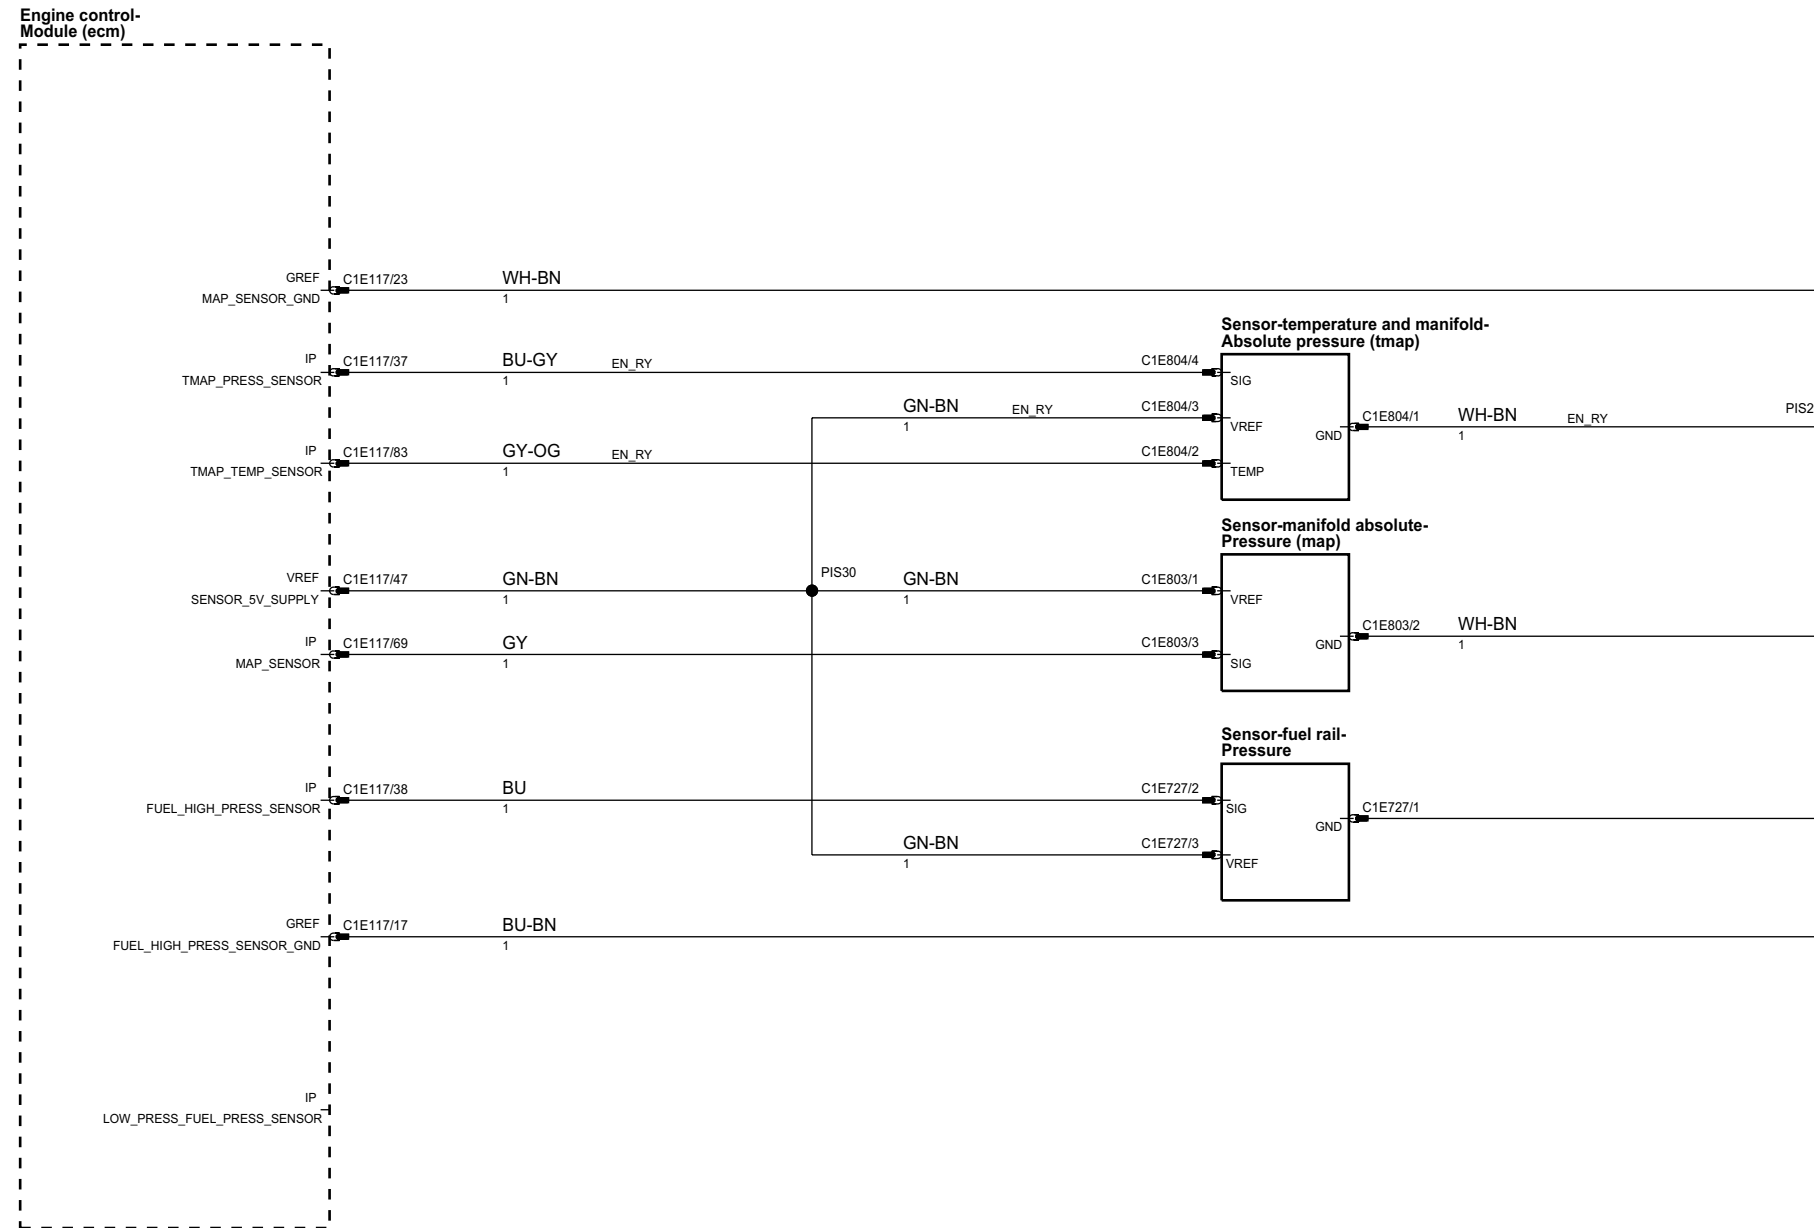 Engine control-
Module (ecm)
GREF C1E117/23 WH-BN
MAP_SENSOR_GND 1
Sensor-temperature and manifold-
Absolute pressure (tmap)
IP C1E117/37 BU-GY EN_RY C1E804/4
TMAP_PRESS_SENSOR 1 SIG
GN-BN EN_RY C1E804/3 C1E804/1 WH-BN EN_RY PIS2
1 VREF GND 1
IP C1E117/83 GY-OG EN_RY C1E804/2
TMAP_TEMP_SENSOR 1 TEMP
Sensor-manifold absolute-
Pressure (map)
VREF C1E117/47 GN-BN PIS30 GN-BN C1E803/1
SENSOR_5V_SUPPLY 1 1 VREF
C1E803/2 WH-BN
IP C1E117/69 GY C1E803/3 GND 1
MAP_SENSOR 1 SIG
Sensor-fuel rail-
Pressure
IP C1E117/38 BU C1E727/2
FUEL_HIGH_PRESS_SENSOR 1 SIG C1E727/1
GND
GN-BN C1E727/3
1 VREF
GREF C1E117/17 BU-BN
FUEL_HIGH_PRESS_SENSOR_GND 1
IP
LOW_PRESS_FUEL_PRESS_SENSOR